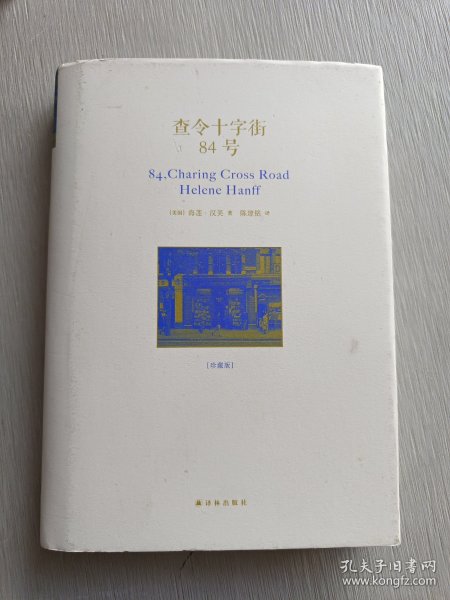 查令十字街
84号
84, Charing Cross Road
Helene Hanff
[美国] 海莲·汉芙 著 陈建铭 译
[珍藏版]
译林出版社
孔夫子旧书网
www.kongfz.com